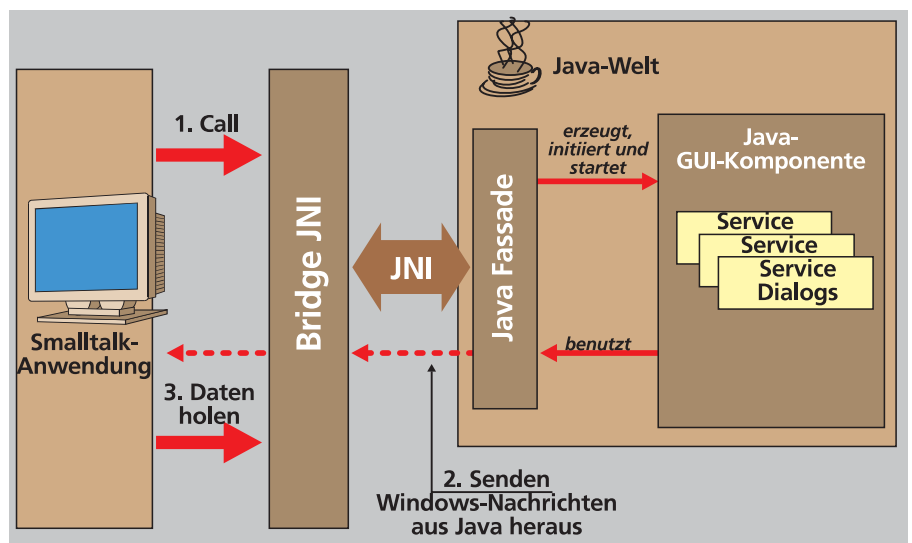 Java-Welt
1. Call
erzeugt,
initiiert und
startet
Java-
GUI-Komponente
Service
Service
Service
Dialogs
Bridge JNI
JNI
Java Fassade
benutzt
Smalltalk-
Anwendung
3. Daten
holen
2. Senden
Windows-Nachrichten
aus Java heraus